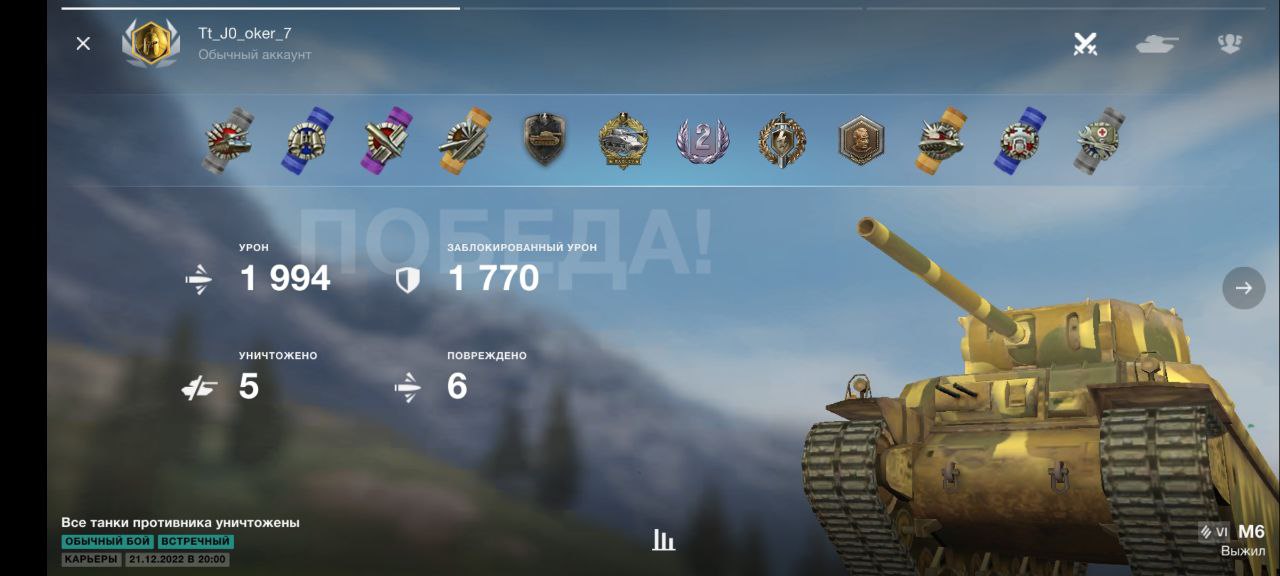 Tt_J0_oker_7
Обычный аккаунт
2
ПОБЕДА!
УРОН
1 994
ЗАБЛОКИРОВАННЫЙ УРОН
1 770
УНИЧТОЖЕНО
5
ПОВРЕЖДЕНО
6
Все танки противника уничтожены
ОБЫЧНЫЙ БОЙ ВСТРЕЧНЫЙ
КАРЬЕРЫ 21.12.2022 В 20:00
VI M6
Выжил